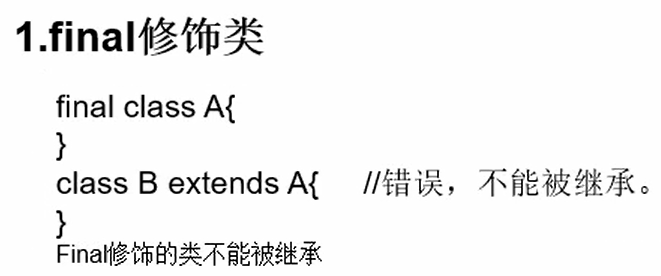 1.final修饰类
final class A{
}
class B extends A{ //错误，不能被继承。
}
Final修饰的类不能被继承